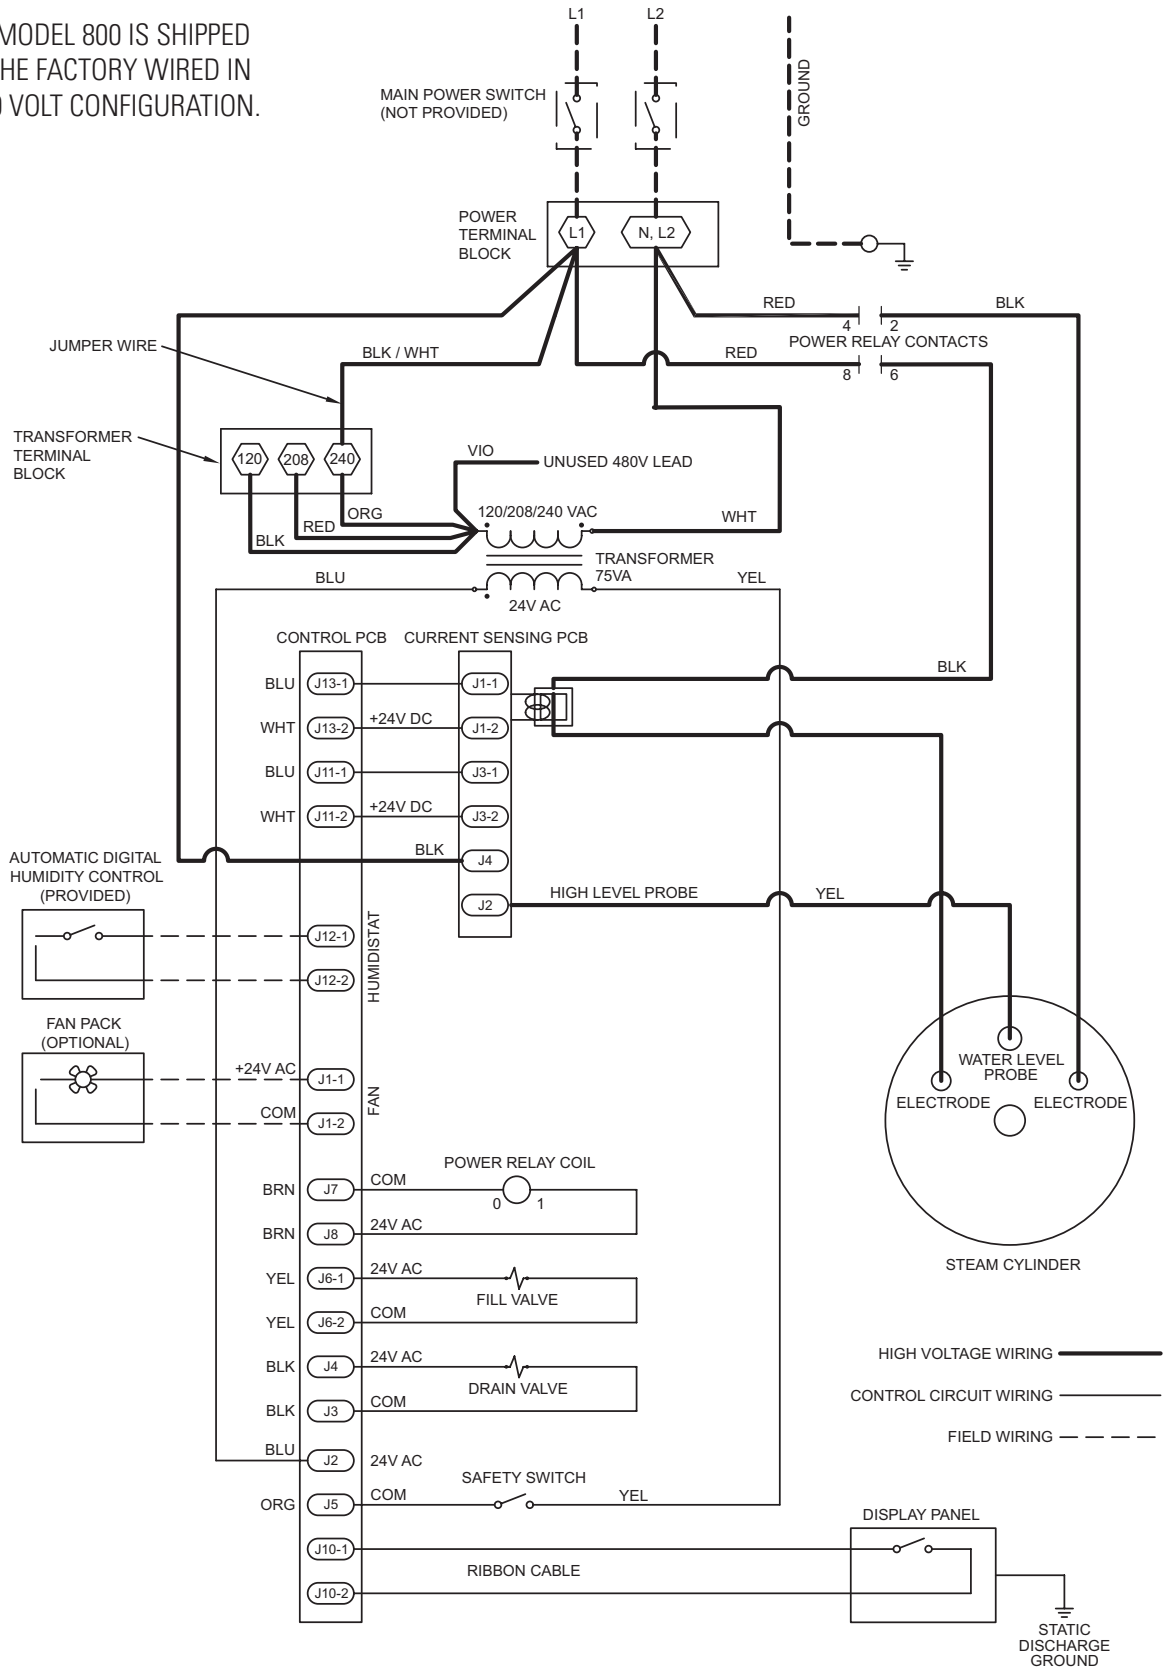 MODEL 800 IS SHIPPED
HE FACTORY WIRED IN
VOLT CONFIGURATION.
L1
L2
GROUND
MAIN POWER SWITCH
(NOT PROVIDED)
POWER
TERMINAL
BLOCK
L1
N, L2
RED
BLK
4
2
POWER RELAY CONTACTS
8
6
JUMPER WIRE
BLK / WHT
RED
TRANSFORMER
TERMINAL
BLOCK
120
208
240
VIO
UNUSED 480V LEAD
ORG
RED
BLK
120/208/240 VAC
WHT
TRANSFORMER
75VA
BLU
YEL
24V AC
CONTROL PCB
CURRENT SENSING PCB
BLK
BLU
J13-1
J1-1
WHT
J13-2
+24V DC
J1-2
BLU
J11-1
J3-1
WHT
J11-2
+24V DC
J3-2
BLK
J4
J2
HIGH LEVEL PROBE
YEL
AUTOMATIC DIGITAL
HUMIDITY CONTROL
(PROVIDED)
J12-1
J12-2
HUMIDISTAT
FAN PACK
(OPTIONAL)
+24V AC
J1-1
COM
J1-2
FAN
WATER LEVEL
PROBE
ELECTRODE
ELECTRODE
STEAM CYLINDER
POWER RELAY COIL
0
1
BRN
J7
COM
BRN
J8
24V AC
YEL
J6-1
24V AC
FILL VALVE
YEL
J6-2
COM
BLK
J4
24V AC
DRAIN VALVE
BLK
J3
COM
BLU
J2
24V AC
ORG
J5
COM
SAFETY SWITCH
YEL
J10-1
RIBBON CABLE
J10-2
HIGH VOLTAGE WIRING
CONTROL CIRCUIT WIRING
FIELD WIRING
DISPLAY PANEL
STATIC
DISCHARGE
GROUND